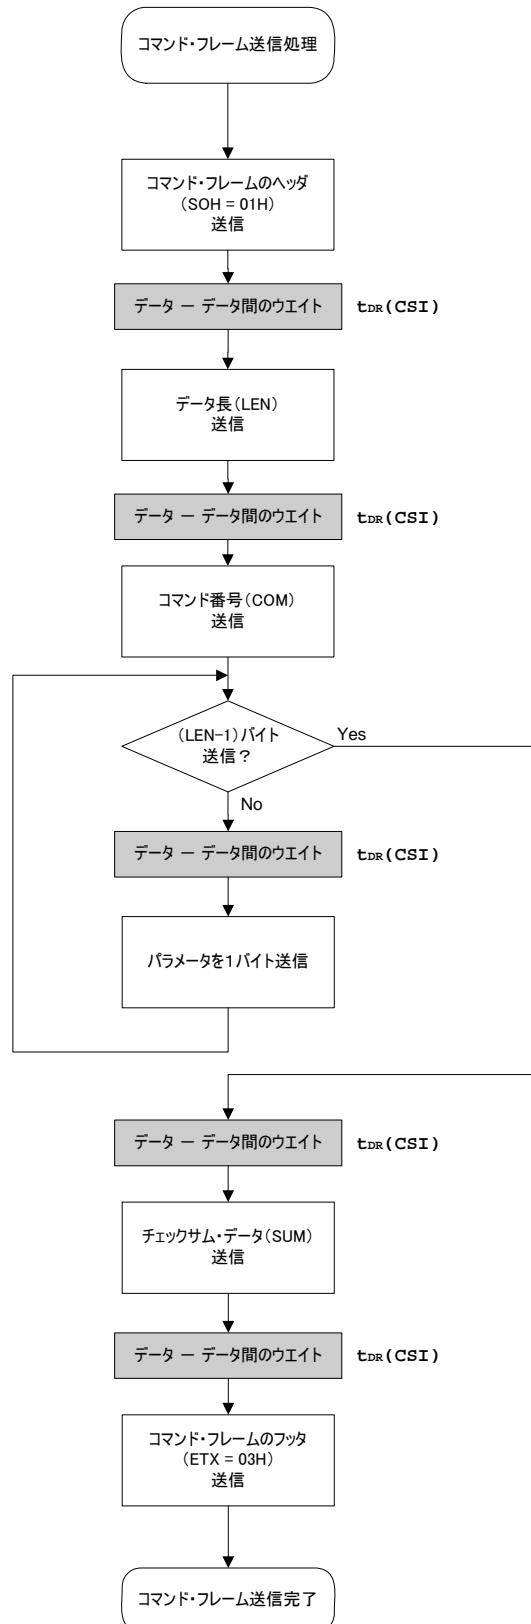 コマンド・フレーム送信処理
コマンド・フレームのヘッダ
(SOH = 01H)
送信
データ － データ間のウエイト tDR(CSI)
データ長(LEN)
送信
データ － データ間のウエイト tDR(CSI)
コマンド番号(COM)
送信
(LEN-1)バイト
送信？
Yes
No
データ － データ間のウエイト tDR(CSI)
パラメータを1バイト送信
データ － データ間のウエイト tDR(CSI)
チェックサム・データ(SUM)
送信
データ － データ間のウエイト tDR(CSI)
コマンド・フレームのフッタ
(ETX = 03H)
送信
コマンド・フレーム送信完了